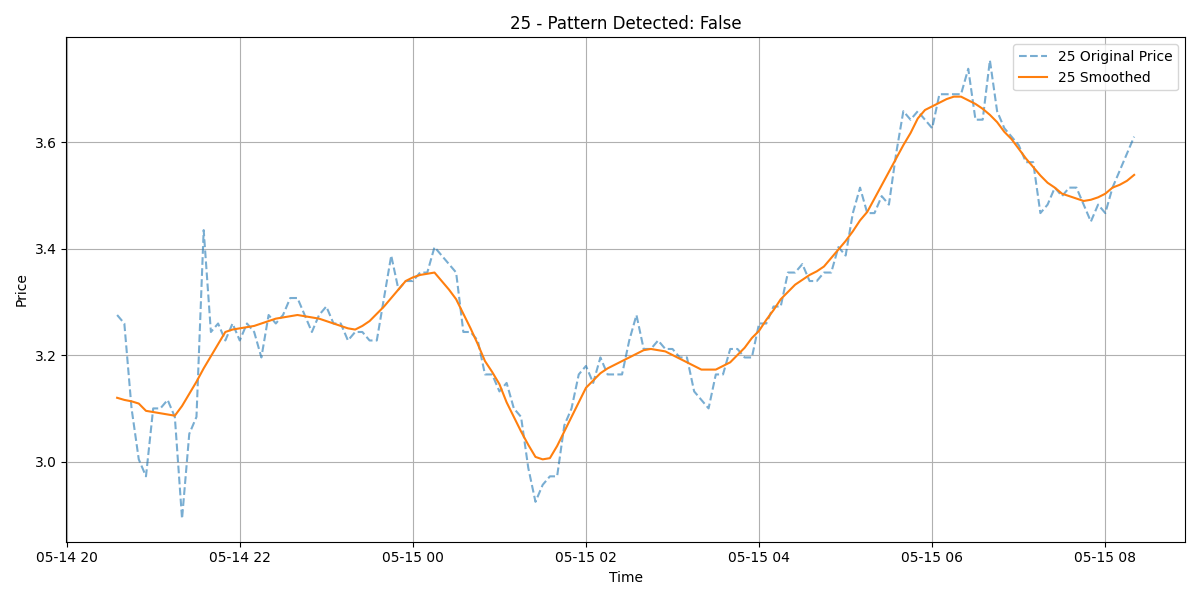 25 - Pattern Detected: False
25 Original Price
25 Smoothed
Price
3.6
3.4
3.2
3.0
05-14 20 05-14 22 05-15 00 05-15 02 05-15 04 05-15 06 05-15 08
Time